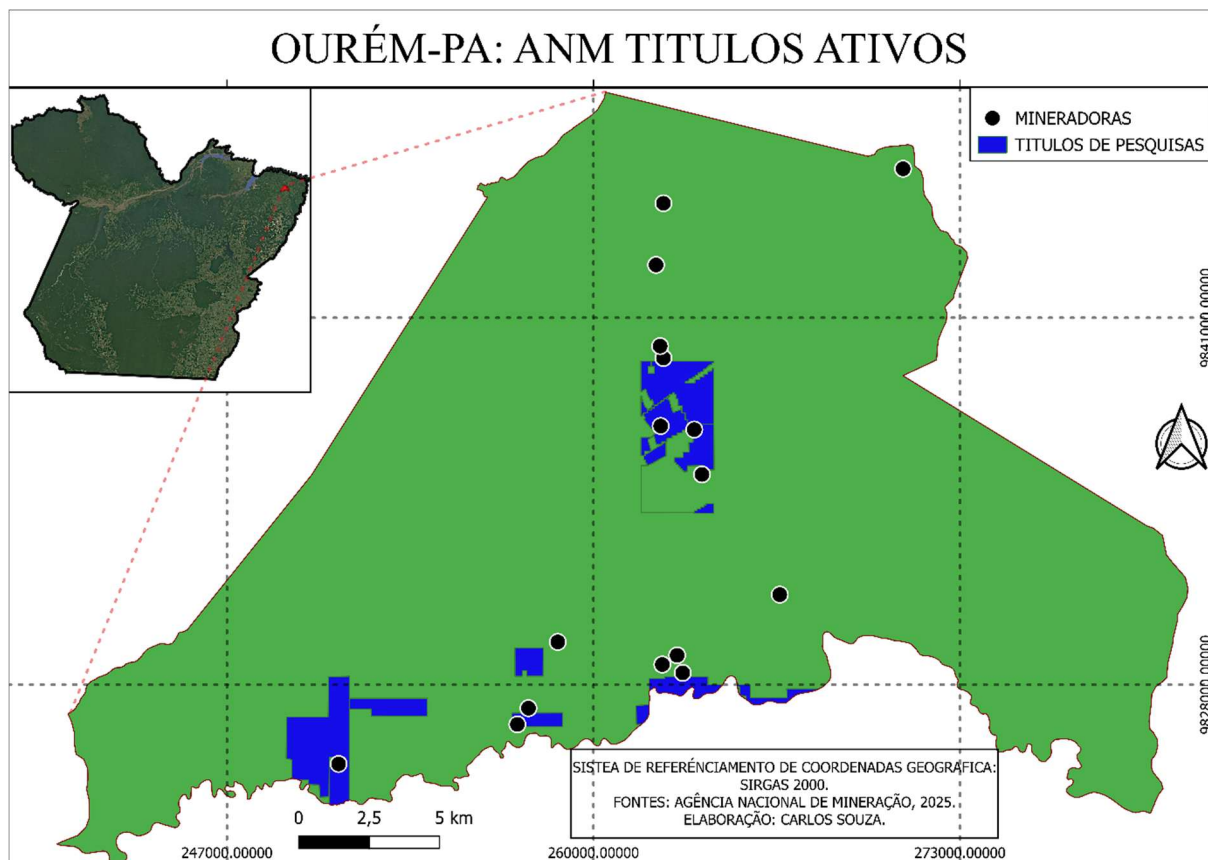 OURÉM-PA: ANM TITULOS ATIVOS
MINERADORAS
TITULOS DE PESQUISAS
9841000.00000
9828000.00000
SISTEA DE REFERÉNCIAMENTO DE COORDENADAS GEOGRÁFICA:
SIRGAS 2000.
FONTES: AGÊNCIA NACIONAL DE MINERAÇÃO, 2025.
ELABORAÇÃO: CARLOS SOUZA.
0 2,5 5 km
247000.00000 260000.00000 273000.00000